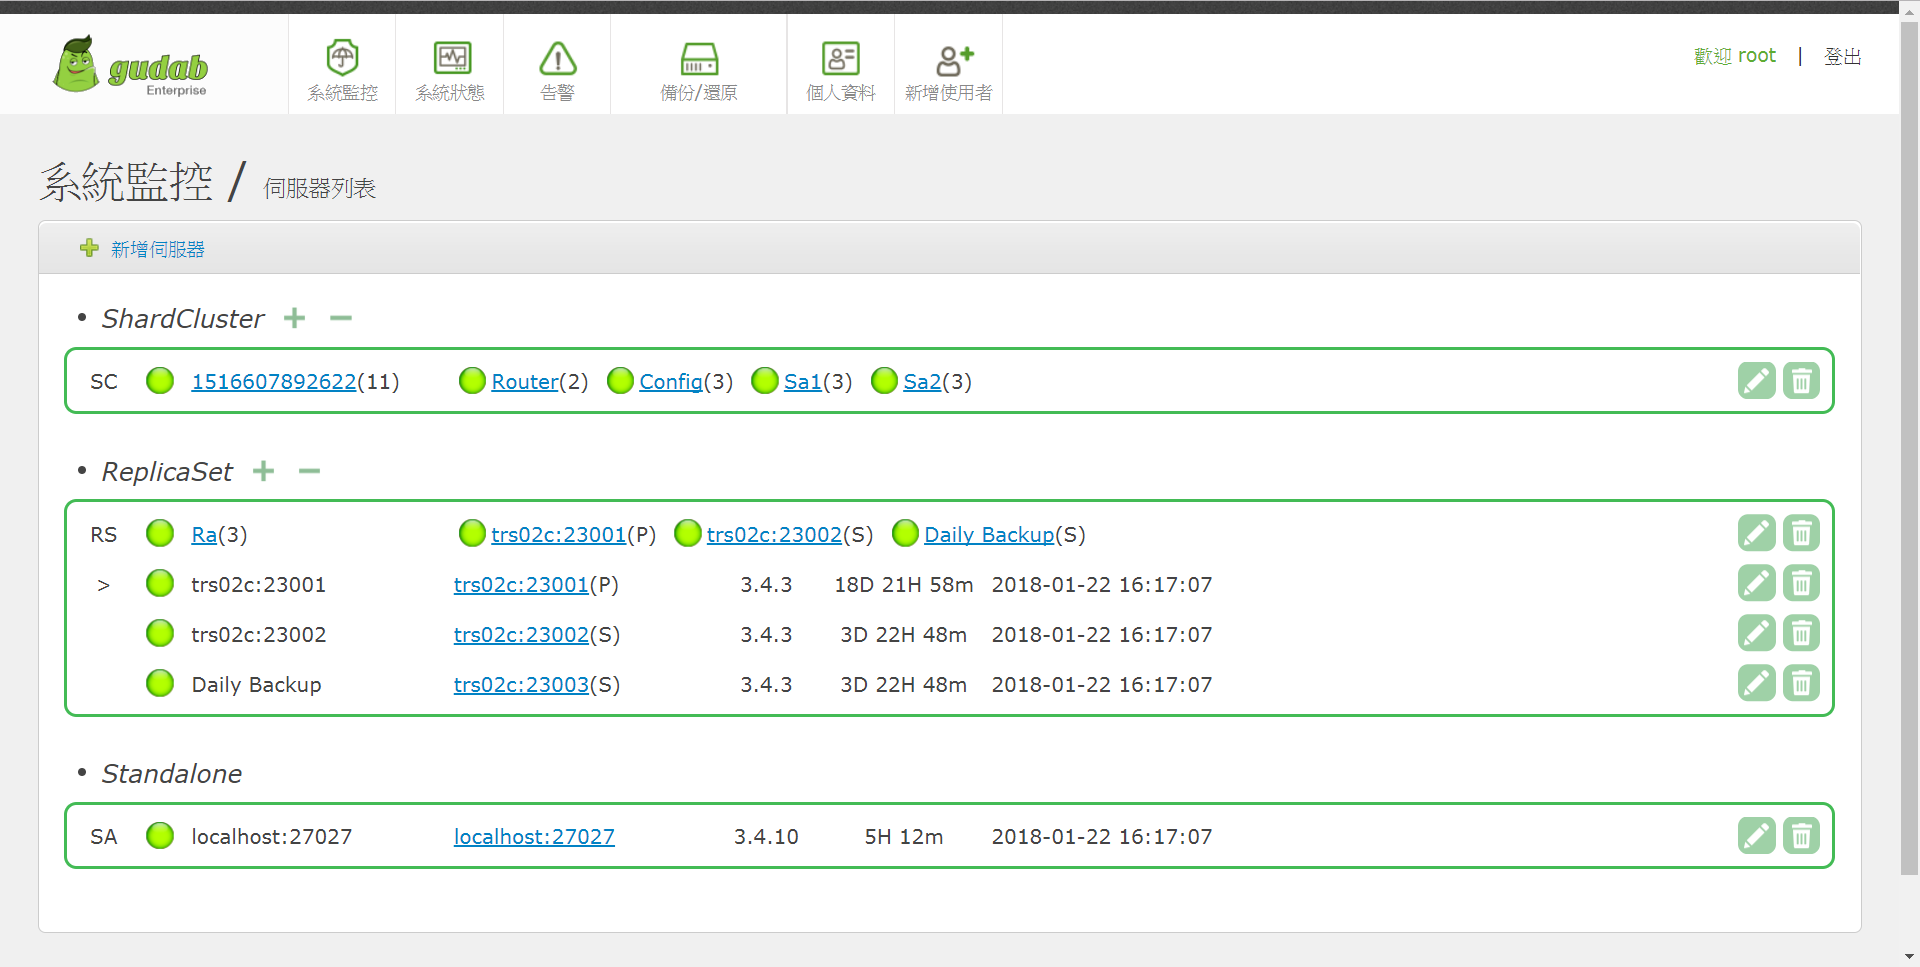 gudab
Enterprise
系統監控 系統狀態 告警 備份/還原 個人資料 新增使用者
歡迎 root | 登出
系統監控 / 伺服器列表
新增伺服器
• ShardCluster
SC 1516607892622(11) Router(2) Config(3) Sa1(3) Sa2(3)
• ReplicaSet
RS Ra(3) trs02c:23001(P) trs02c:23002(S) Daily Backup(S)
> trs02c:23001 trs02c:23001(P) 3.4.3 18D 21H 58m 2018-01-22 16:17:07
trs02c:23002 trs02c:23002(S) 3.4.3 3D 22H 48m 2018-01-22 16:17:07
Daily Backup trs02c:23003(S) 3.4.3 3D 22H 48m 2018-01-22 16:17:07
• Standalone
SA localhost:27027 localhost:27027 3.4.10 5H 12m 2018-01-22 16:17:07